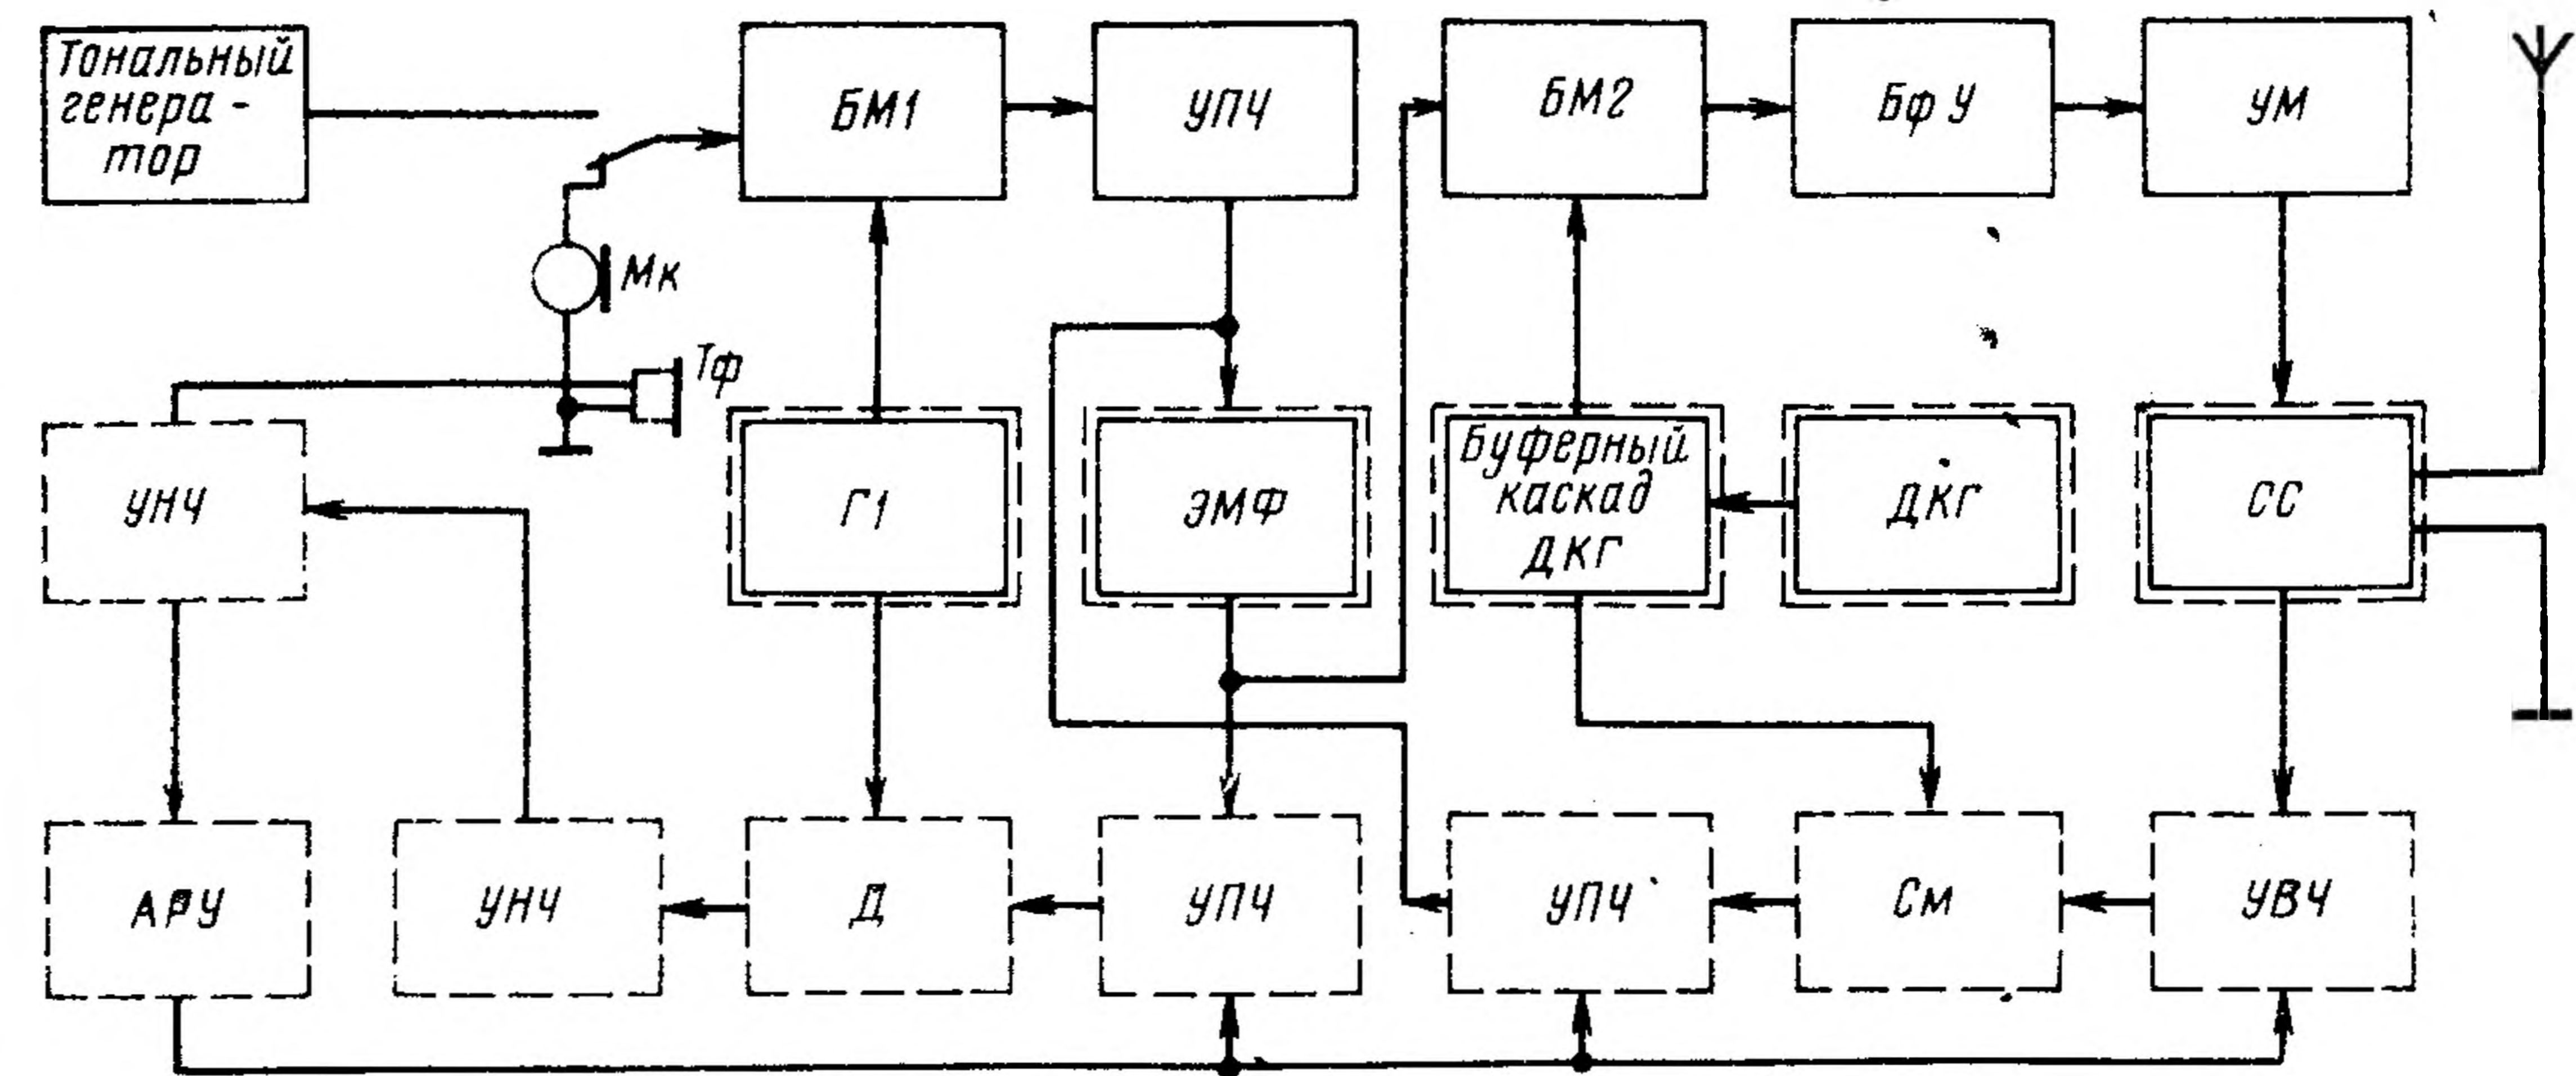 Тональный
генера -
тор
БМ1
УПЧ
БМ2
БфУ
УМ
Мк
Тф
УНЧ
Г1
ЭМФ
Буферный
каскад
ДКГ
ДКГ
СС
АРУ
УНЧ
Д
УПЧ
УПЧ
См
УВЧ